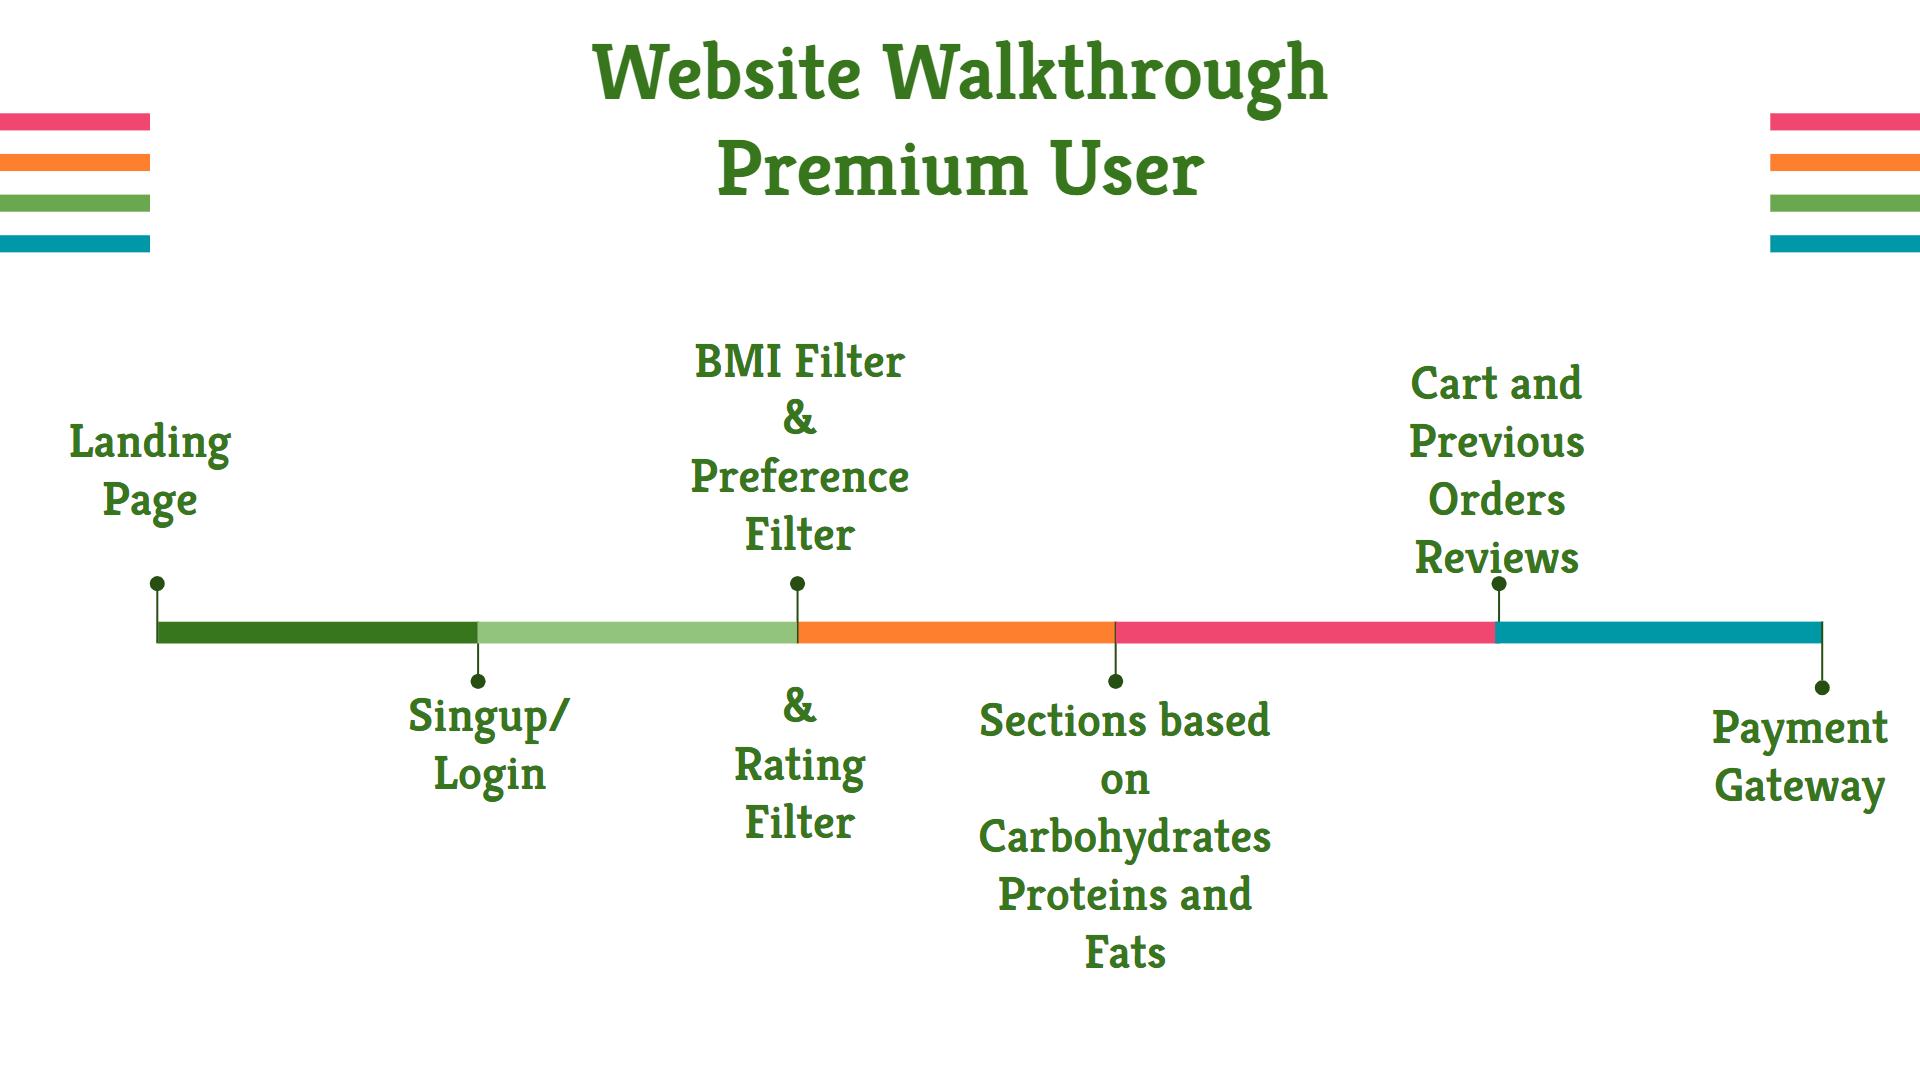 Website Walkthrough
Premium User
Landing
Page
Singup/
Login
BMI Filter
&
Preference
Filter
&
Rating
Filter
Sections based
on
Carbohydrates
Proteins and
Fats
Cart and
Previous
Orders
Reviews
Payment
Gateway